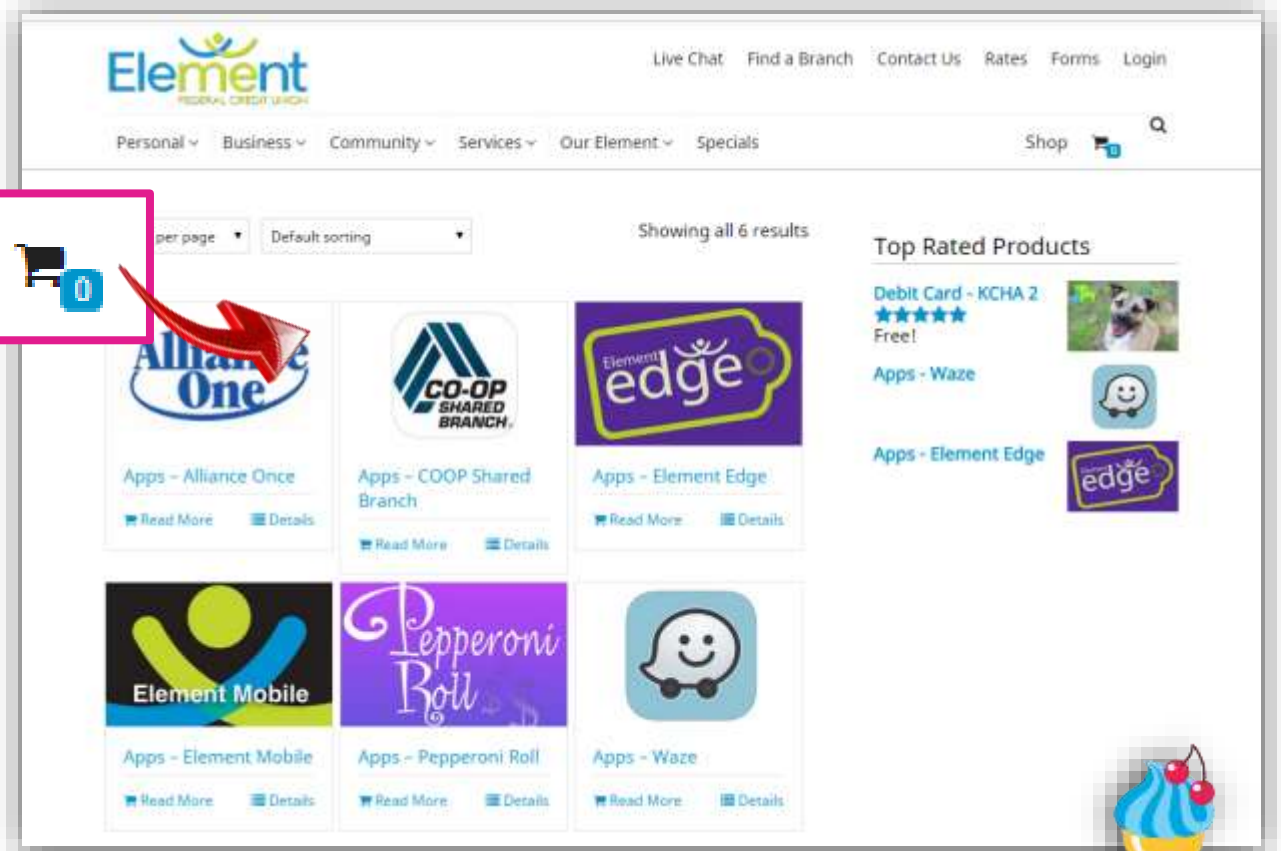 Element
FEDERAL CREDIT UNION
Live Chat Find a Branch Contact Us Rates Forms Login
Personal Business Community Services Our Element Specials
Shop 0
0
per page Default sorting
Showing all 6 results
Top Rated Products
Debit Card - KCHA 2
Free!
Apps - Waze
Apps - Element Edge
Element
edge
Alliance
One
CO-OP
SHARED
BRANCH
Element
edge
Apps – Alliance Once
Read More Details
Apps – COOP Shared
Branch
Read More Details
Apps – Element Edge
Read More Details
Element Mobile
Pepperoni
Roll
Apps – Element Mobile
Read More Details
Apps – Pepperoni Roll
Read More Details
Apps – Waze
Read More Details